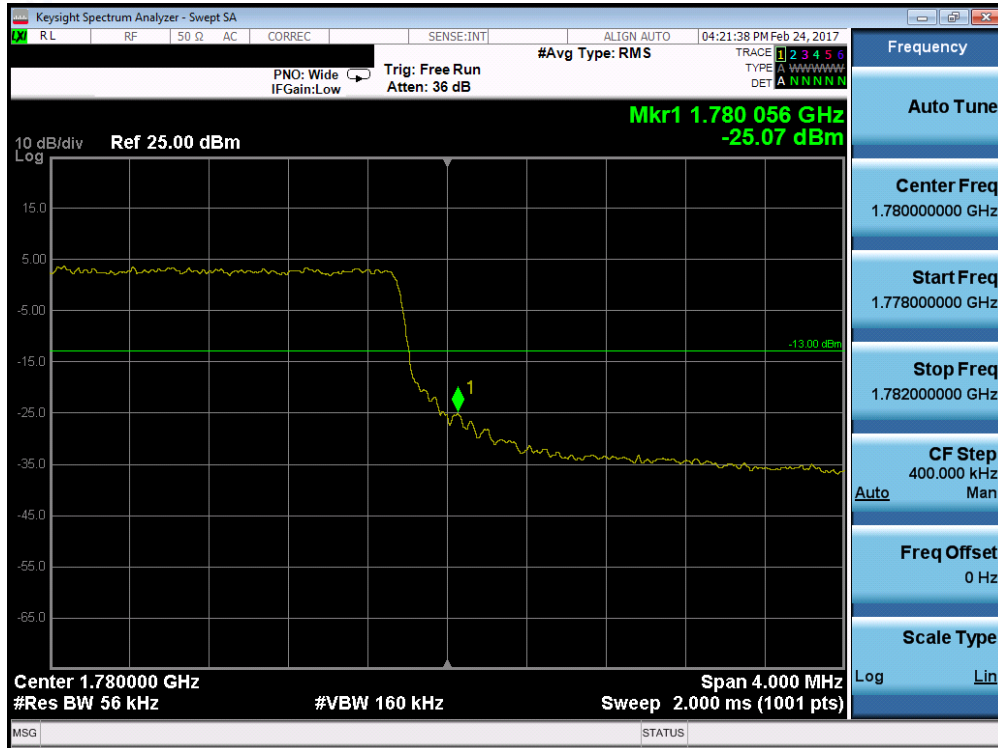 Keysight Spectrum Analyzer - Swept SA
LXI RL RF 50 Ω AC CORREC SENSE:INT ALIGN AUTO 04:21:38 PM Feb 24, 2017
#Avg Type: RMS
TRACE 1 2 3 4 5 6
TYPE A WWWWW
DET A N N N N N
PNO: Wide
IFGain:Low
Trig: Free Run
Atten: 36 dB
Mkr1 1.780 056 GHz
-25.07 dBm
10 dB/div Ref 25.00 dBm
Log
15.0
5.00
-5.00
-13.00 dBm
-15.0
1
-25.0
-35.0
-45.0
-55.0
-65.0
Center 1.780000 GHz
Span 4.000 MHz
#Res BW 56 kHz
#VBW 160 kHz
Sweep 2.000 ms (1001 pts)
MSG
STATUS
Frequency
Auto Tune
Center Freq
1.780000000 GHz
Start Freq
1.778000000 GHz
Stop Freq
1.782000000 GHz
CF Step
400.000 kHz
Auto Man
Freq Offset
0 Hz
Scale Type
Log Lin